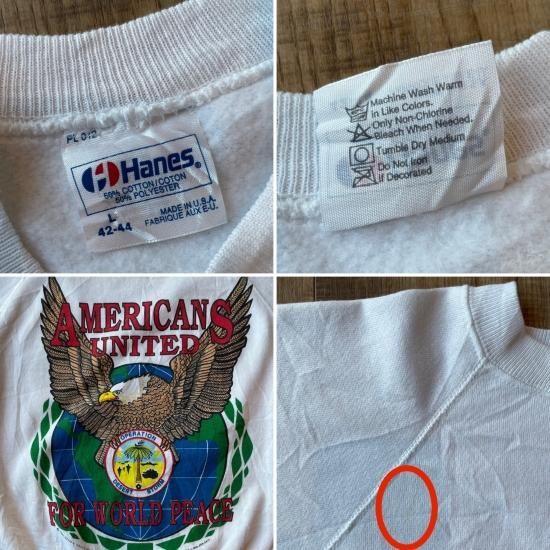 PL 012
Hanes®
50% COTTON/COTON
50% POLYESTER
L
42-44
MADE IN U.S.A.
FABRIQUE AUX E-U.
Machine Wash Warm
in Like Colors.
Only Non-Chlorine
Bleach When Needed.
Tumble Dry Medium
Do Not Iron
if Decorated
AMERICANS
UNITED
OPERATION
DESERT STORM
FOR WORLD PEACE